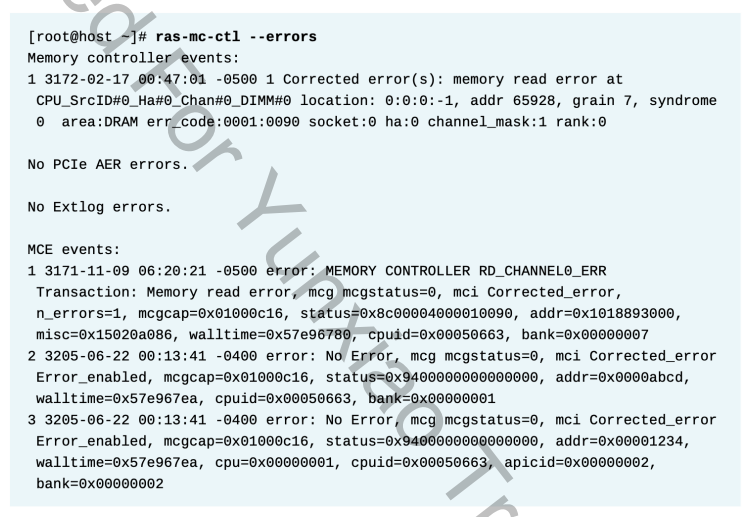 [root@host ~]# ras-mc-ctl --errors
Memory controller events:
1 3172-02-17 00:47:01 -0500 1 Corrected error(s): memory read error at
CPU_SrcID#0_Ha#0_Chan#0_DIMM#0 location: 0:0:0:-1, addr 65928, grain 7, syndrome
0  area:DRAM err_code:0001:0090 socket:0 ha:0 channel_mask:1 rank:0
No PCIe AER errors.
No Extlog errors.
MCE events:
1 3171-11-09 06:20:21 -0500 error: MEMORY CONTROLLER RD_CHANNEL0_ERR
Transaction: Memory read error, mcg mcgstatus=0, mci Corrected_error,
n_errors=1, mcgcap=0x01000c16, status=0x8c00004000010090, addr=0x1018893000,
misc=0x15020a086, walltime=0x57e96780, cpuid=0x00050663, bank=0x00000007
2 3205-06-22 00:13:41 -0400 error: No Error, mcg mcgstatus=0, mci Corrected_error
Error_enabled, mcgcap=0x01000c16, status=0x9400000000000000, addr=0x0000abcd,
walltime=0x57e967ea, cpuid=0x00050663, bank=0x00000001
3 3205-06-22 00:13:41 -0400 error: No Error, mcg mcgstatus=0, mci Corrected_error
Error_enabled, mcgcap=0x01000c16, status=0x9400000000000000, addr=0x00001234,
walltime=0x57e967ea, cpu=0x00000001, cpuid=0x00050663, apicid=0x00000002,
bank=0x00000002
For Yunxiao